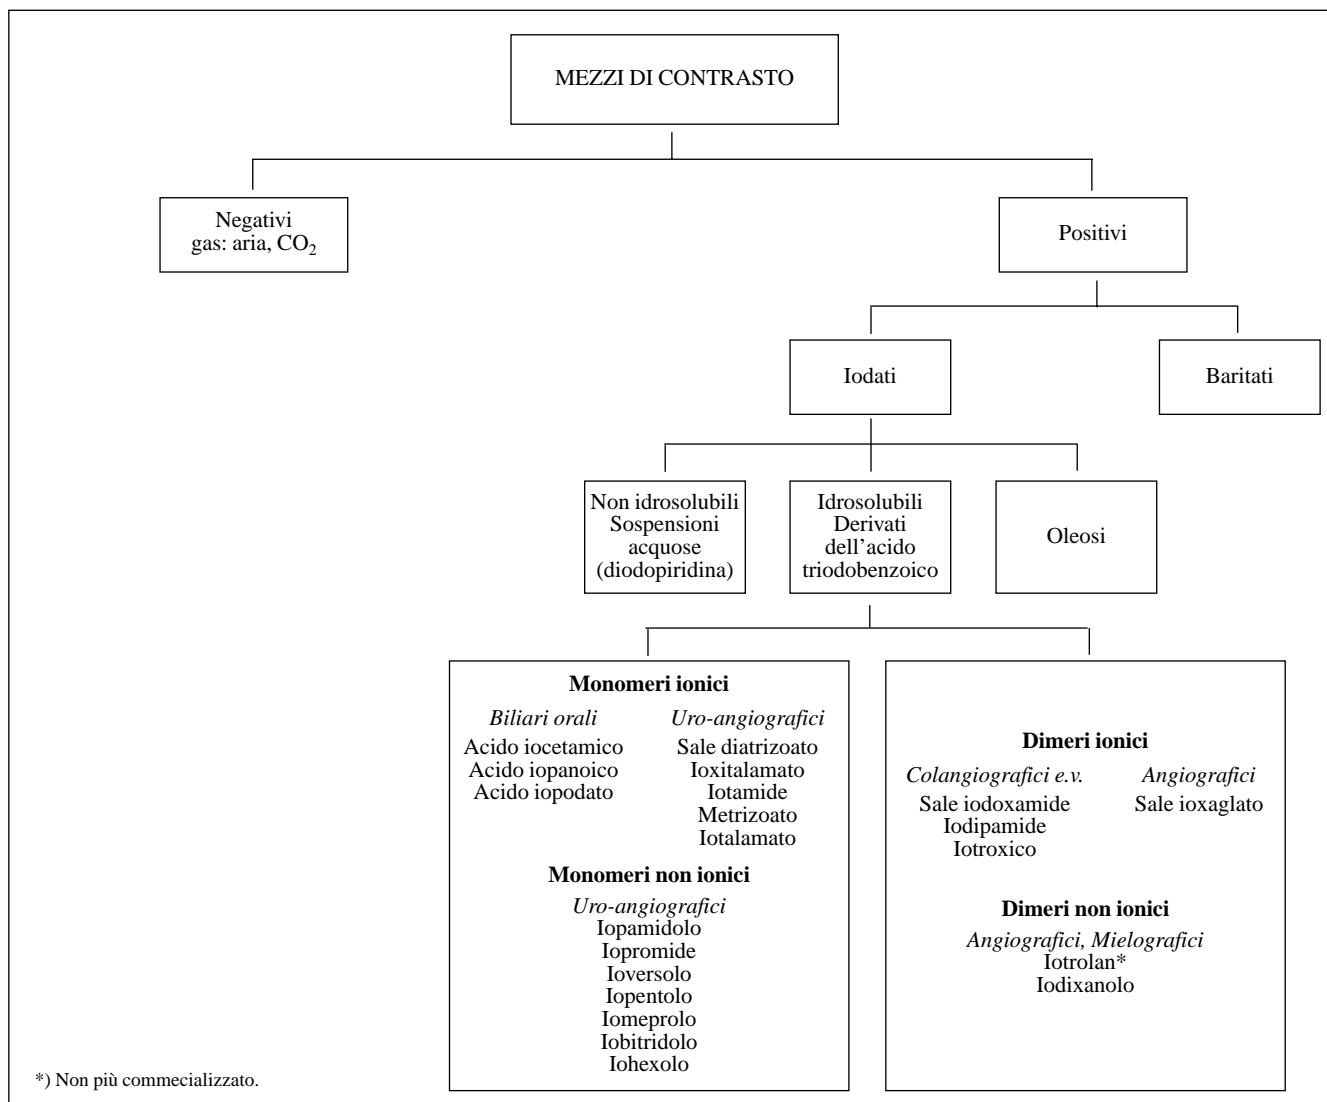 MEZZI DI CONTRASTO
Negativi
gas: aria, CO₂
Positivi
Iodati
Baritati
Non idrosolubili
Sospensioni
acquose
(diodopiridina)
Idrosolubili
Derivati
dell’acido
triodobenzoico
Oleosi
Monomeri ionici
Biliari orali
Acido iocetamico
Acido iopanoico
Acido iopodato
Uro-angiografici
Sale diatrizoato
Ioxitalamato
Iotamide
Metrizoato
Iotalamato
Monomeri non ionici
Uro-angiografici
Iopamidolo
Iopromide
Ioversolo
Iopentolo
Iomeprolo
Iobitridolo
Iohexolo
Dimeri ionici
Colangiografici e.v.
Sale iodoxamide
Iodipamide
Iotroxico
Angiografici
Sale ioxaglato
Dimeri non ionici
Angiografici, Mielografici
Iotrolan*
Iodixanolo
*) Non più commecializzato.